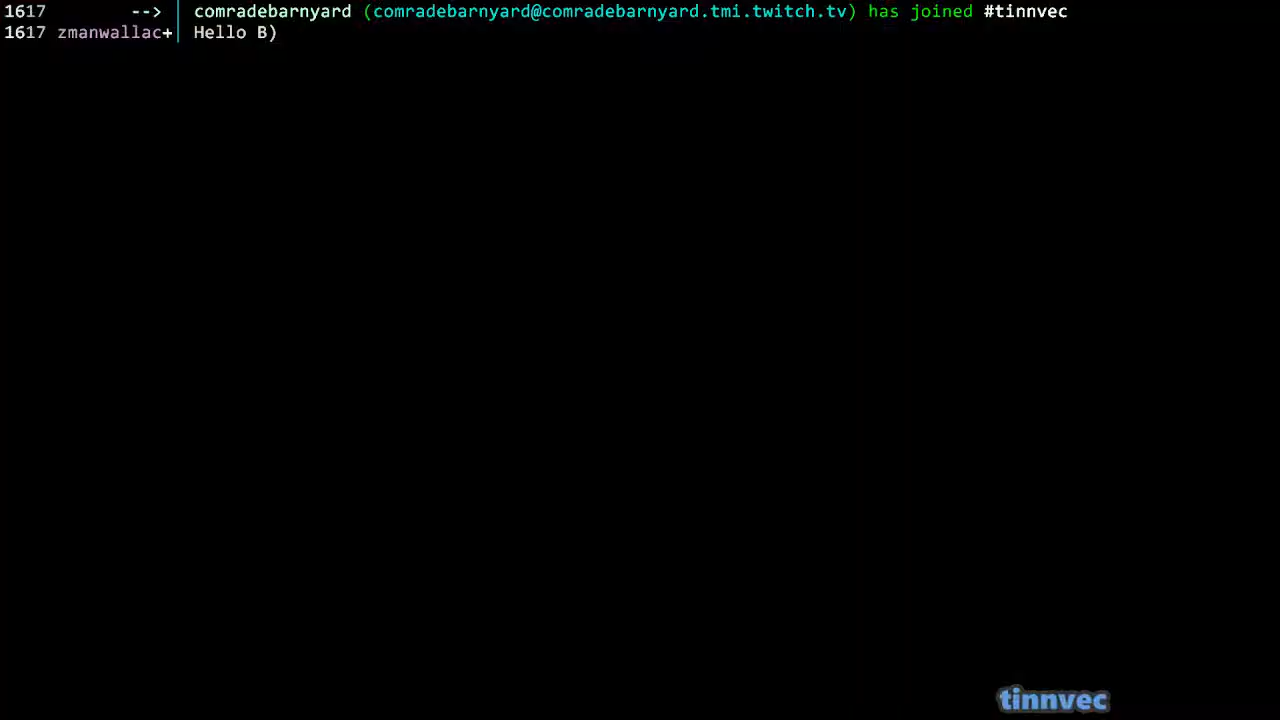 1617 --> comradebarnyard (comradebarnyard@comradebarnyard.tmi.twitch.tv) has joined #tinnvec
1617 zmanwallac+ Hello B)
tinnvec